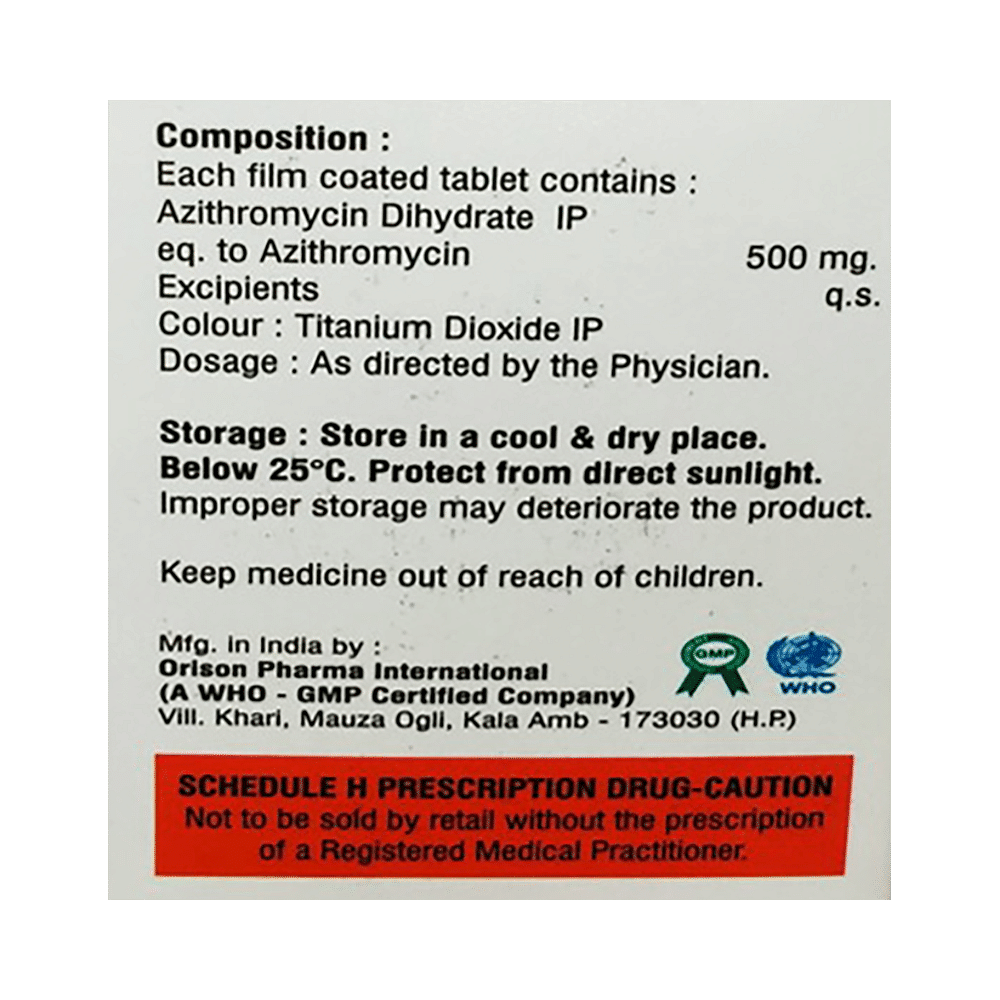 Composition :
Each film coated tablet contains :
Azithromycin Dihydrate IP
eq. to Azithromycin 500 mg.
Excipients q.s.
Colour : Titanium Dioxide IP
Dosage : As directed by the Physician.
Storage : Store in a cool & dry place.
Below 25°C. Protect from direct sunlight.
Improper storage may deteriorate the product.
Keep medicine out of reach of children.
Mfg. in India by :
Orison Pharma International
(A WHO - GMP Certified Company)
Vill. Khari, Mauza Ogli, Kala Amb - 173030 (H.P.)
GMP
WHO
SCHEDULE H PRESCRIPTION DRUG-CAUTION
Not to be sold by retail without the prescription
of a Registered Medical Practitioner.